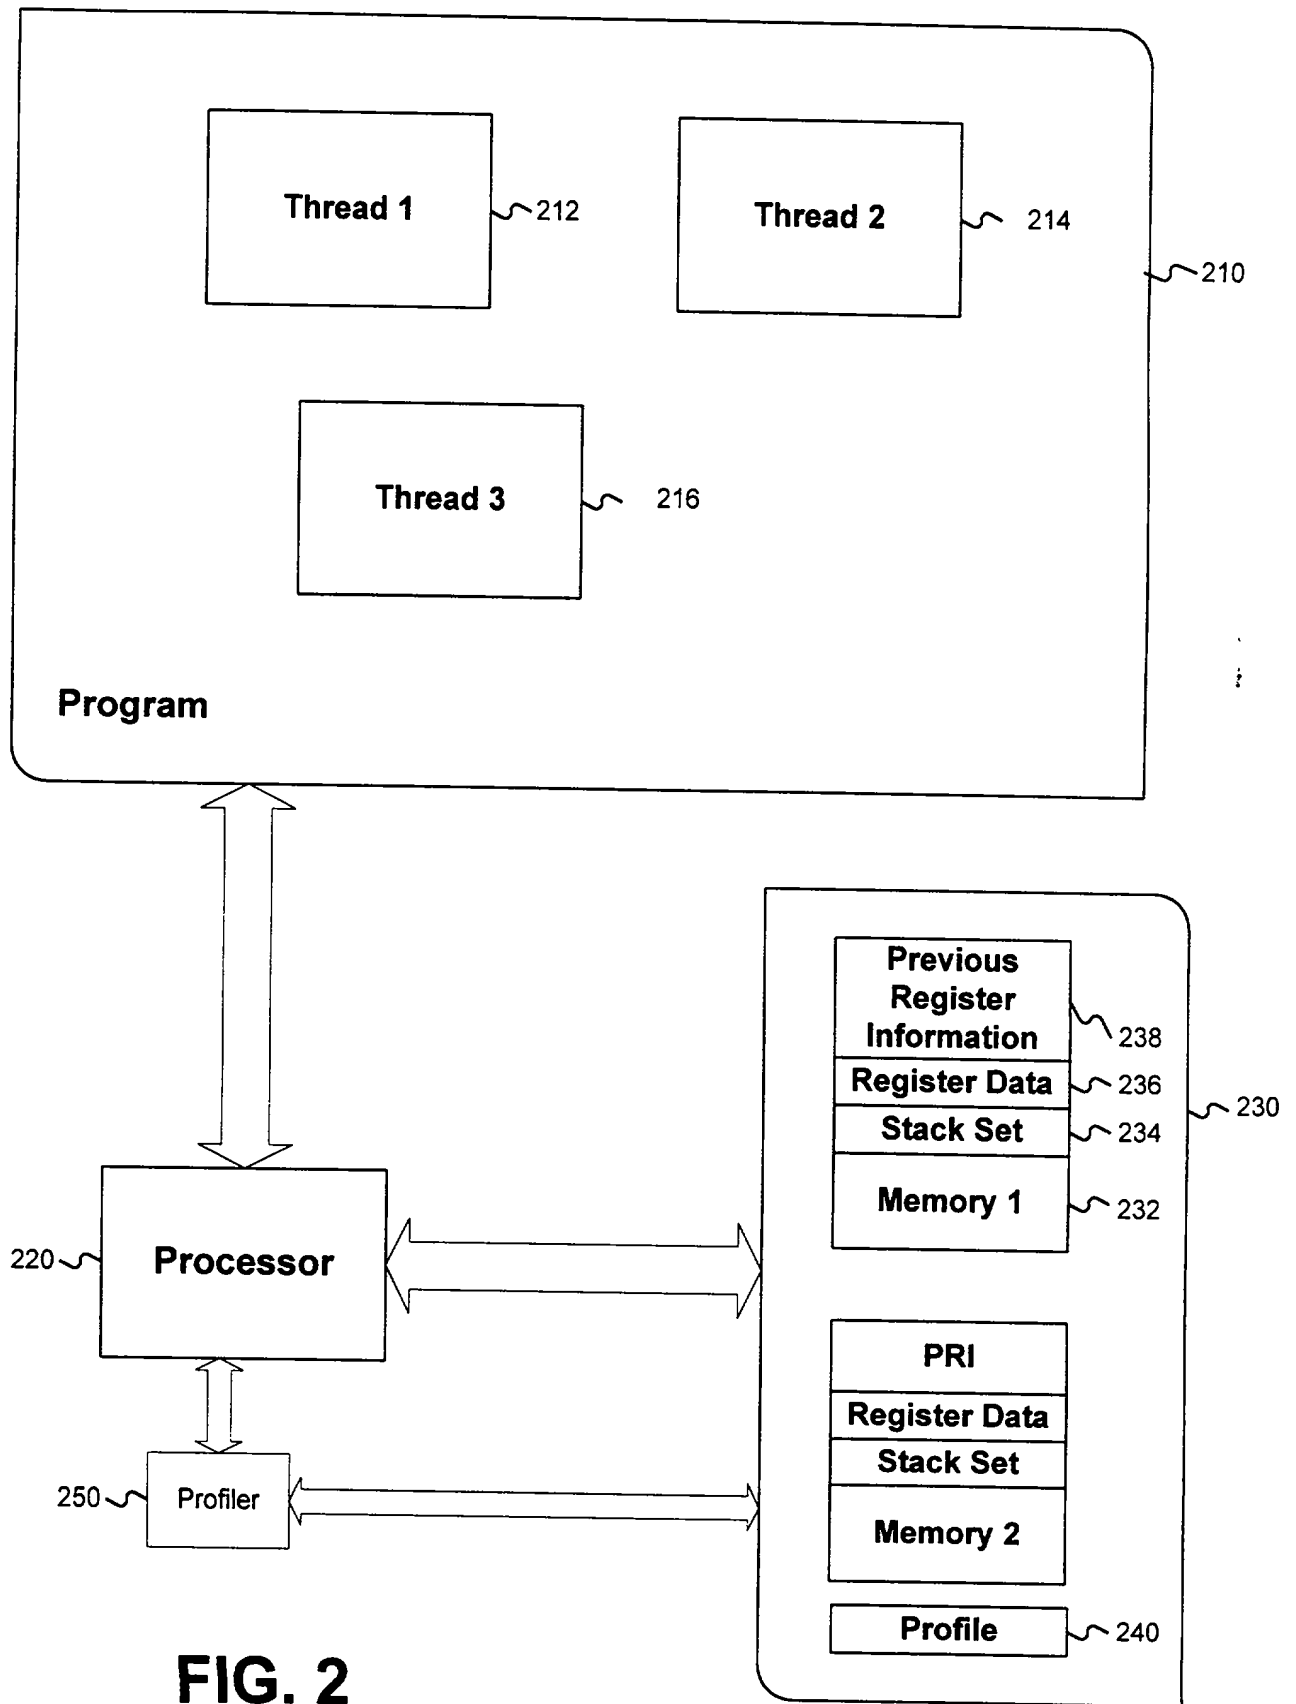 Thread 1
212
Thread 2
214
210
Thread 3
216
Program
Previous
Register
Information
238
Register Data
236
Stack Set
234
230
Memory 1
232
220
Processor
PRI
Register Data
Stack Set
250
Profiler
Memory 2
Profile
240
FIG. 2